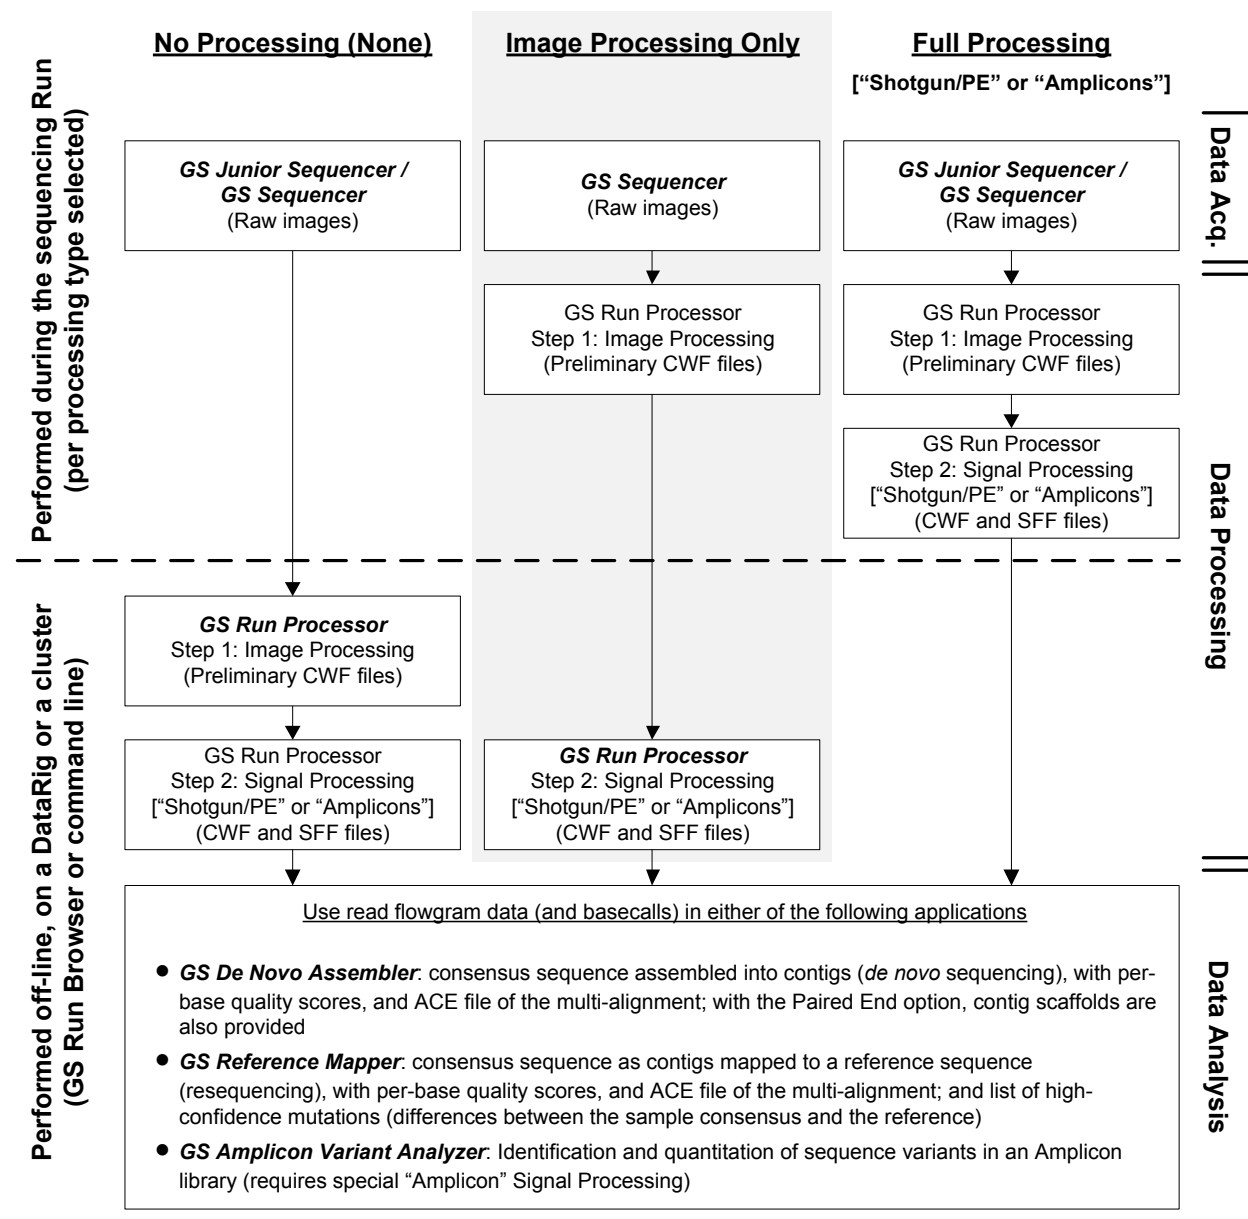 No Processing (None)
Image Processing Only
Full Processing
[“Shotgun/PE” or “Amplicons”]
Performed during the sequencing Run
(per processing type selected)
Data Acq.
GS Junior Sequencer /
GS Sequencer
(Raw images)
GS Sequencer
(Raw images)
GS Junior Sequencer /
GS Sequencer
(Raw images)
GS Run Processor
Step 1: Image Processing
(Preliminary CWF files)
GS Run Processor
Step 1: Image Processing
(Preliminary CWF files)
GS Run Processor
Step 2: Signal Processing
[“Shotgun/PE” or “Amplicons”]
(CWF and SFF files)
Data Processing
Performed off-line, on a DataRig or a cluster
(GS Run Browser or command line)
GS Run Processor
Step 1: Image Processing
(Preliminary CWF files)
GS Run Processor
Step 2: Signal Processing
[“Shotgun/PE” or “Amplicons”]
(CWF and SFF files)
GS Run Processor
Step 2: Signal Processing
[“Shotgun/PE” or “Amplicons”]
(CWF and SFF files)
Data Analysis
Use read flowgram data (and basecalls) in either of the following applications
• GS De Novo Assembler: consensus sequence assembled into contigs (de novo sequencing), with per-
base quality scores, and ACE file of the multi-alignment; with the Paired End option, contig scaffolds are
also provided
• GS Reference Mapper: consensus sequence as contigs mapped to a reference sequence
(resequencing), with per-base quality scores, and ACE file of the multi-alignment; and list of high-
confidence mutations (differences between the sample consensus and the reference)
• GS Amplicon Variant Analyzer: Identification and quantitation of sequence variants in an Amplicon
library (requires special “Amplicon” Signal Processing)